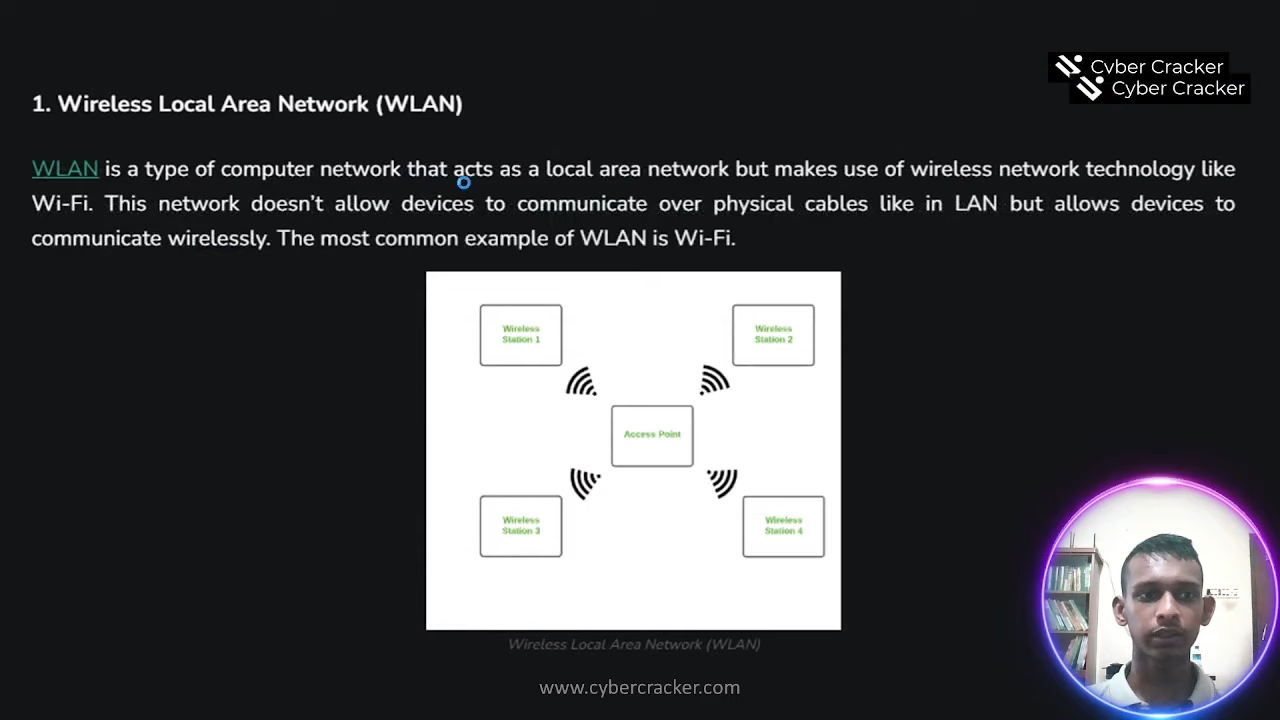 Cyber Cracker
Cyber Cracker
1. Wireless Local Area Network (WLAN)
WLAN is a type of computer network that acts as a local area network but makes use of wireless network technology like
Wi-Fi. This network doesn't allow devices to communicate over physical cables like in LAN but allows devices to
communicate wirelessly. The most common example of WLAN is Wi-Fi.
Wireless
Station 1
Wireless
Station 2
Access Point
Wireless
Station 3
Wireless
Station 4
Wireless Local Area Network (WLAN)
www.cybercracker.com